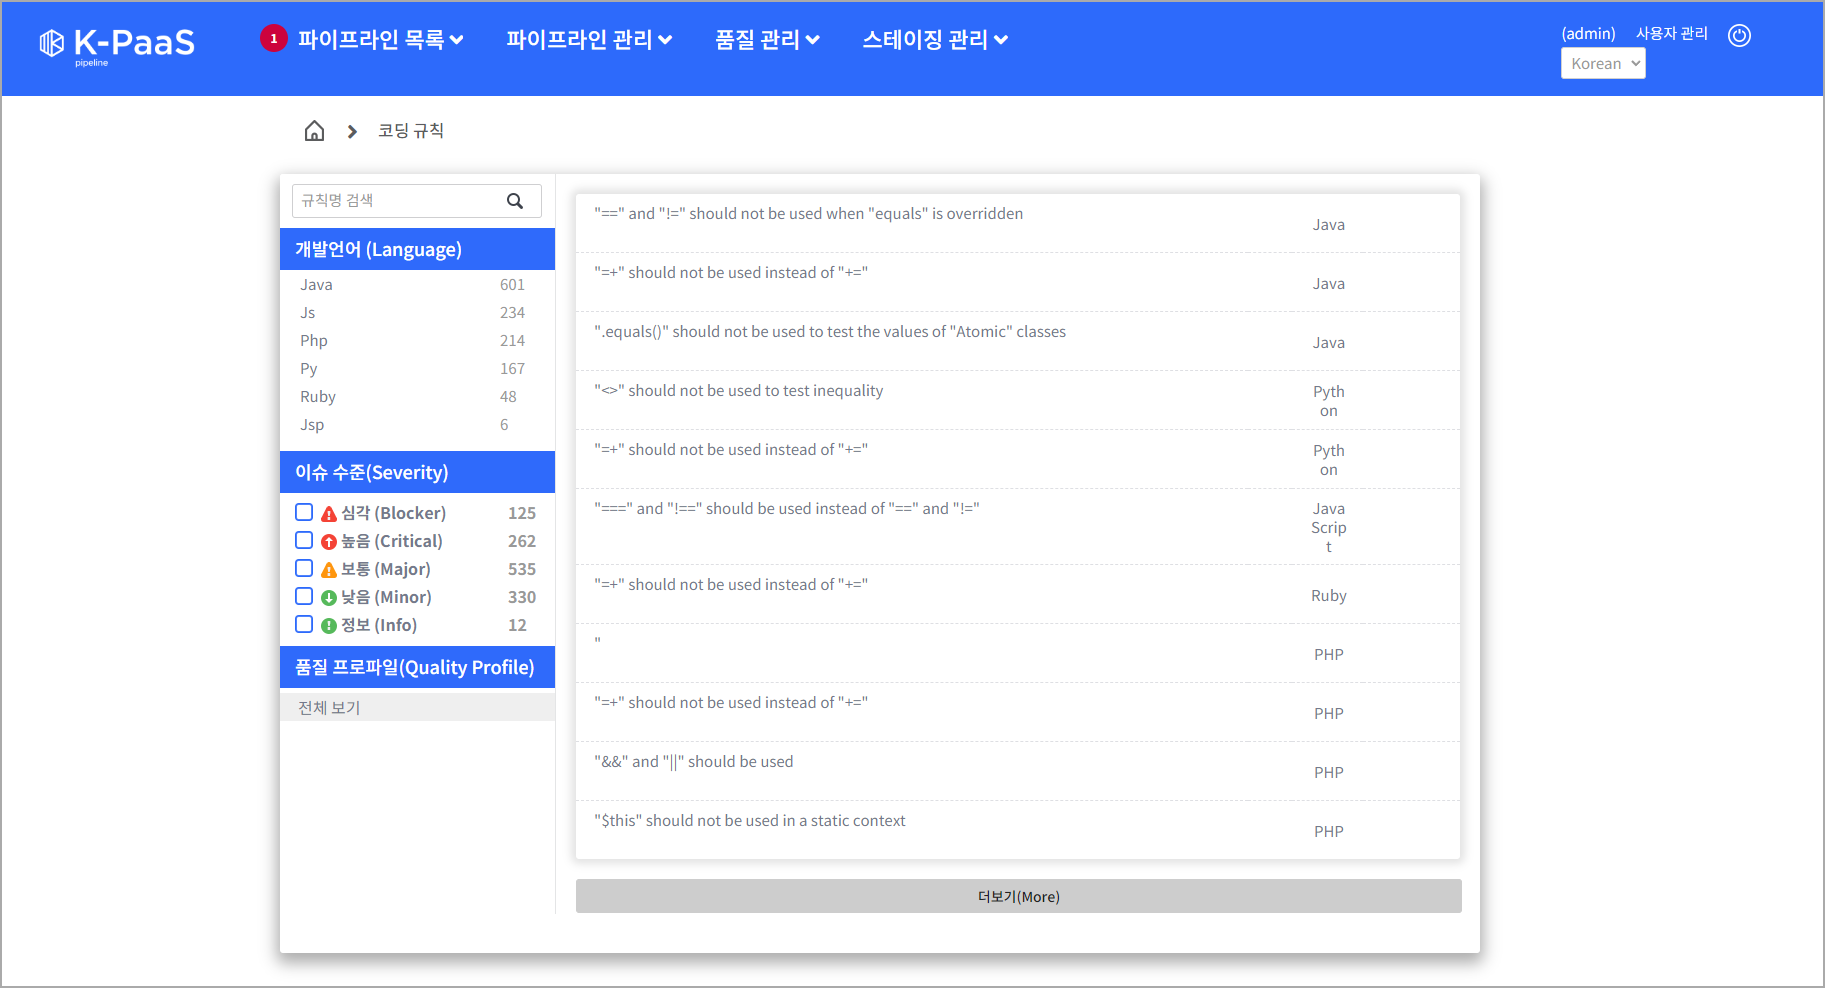 K-PaaS
pipeline
1 파이프라인 목록 파이프라인 관리 품질 관리 스테이징 관리
(admin) 사용자 관리
Korean
코딩 규칙
규칙명 검색
개발언어 (Language)
Java 601
Js 234
Php 214
Py 167
Ruby 48
Jsp 6
이슈 수준(Severity)
심각 (Blocker) 125
높음 (Critical) 262
보통 (Major) 535
낮음 (Minor) 330
정보 (Info) 12
품질 프로파일(Quality Profile)
전체 보기
"==" and "!=" should not be used when "equals" is overridden
Java
"=+" should not be used instead of "+="
Java
".equals()" should not be used to test the values of "Atomic" classes
Java
"<>" should not be used to test inequality
Pyth
on
"=+" should not be used instead of "+="
Pyth
on
"===" and "!==" should be used instead of "==" and "!="
Java
Scrip
t
"=+" should not be used instead of "+="
Ruby
"
PHP
"=+" should not be used instead of "+="
PHP
"&&" and "||" should be used
PHP
"$this" should not be used in a static context
PHP
더보기(More)